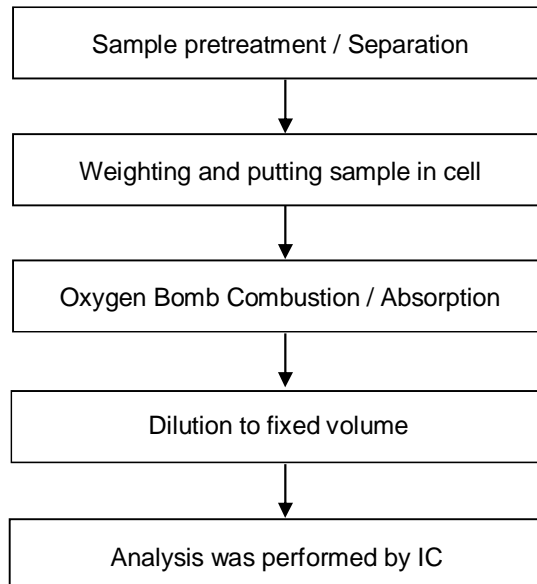 Sample pretreatment / Separation
Weighting and putting sample in cell
Oxygen Bomb Combustion / Absorption
Dilution to fixed volume
Analysis was performed by IC